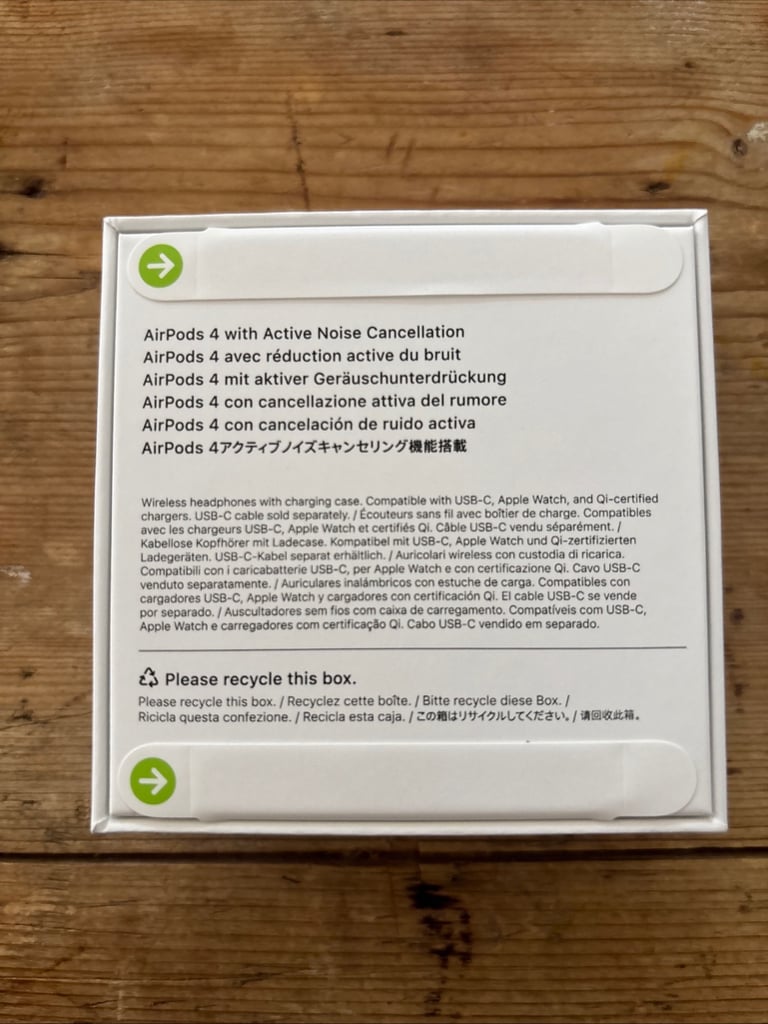 AirPods 4 with Active Noise Cancellation
AirPods 4 avec réduction active du bruit
AirPods 4 mit aktiver Geräuschunterdrückung
AirPods 4 con cancellazione attiva del rumore
AirPods 4 con cancelación de ruido activa
AirPods 4アクティブノイズキャンセリング機能搭載
Wireless headphones with charging case. Compatible with USB-C, Apple Watch, and Qi-certified
chargers. USB-C cable sold separately. / Écouteurs sans fil avec boîtier de charge. Compatibles
avec les chargeurs USB-C, Apple Watch et certifiés Qi. Câble USB-C vendu séparément. /
Kabellose Kopfhörer mit Ladecase. Kompatibel mit USB-C, Apple Watch und Qi-zertifizierten
Ladegeräten. USB-C-Kabel separat erhältlich. / Auricolari wireless con custodia di ricarica.
Compatibili con i caricabatterie USB-C, per Apple Watch e con certificazione Qi. Cavo USB-C
venduto separatamente. / Auriculares inalámbricos con estuche de carga. Compatibles con
cargadores USB-C, Apple Watch y cargadores con certificación Qi. El cable USB-C se vende
por separado. / Auscultadores sem fios com caixa de carregamento. Compatíveis com USB-C,
Apple Watch e carregadores com certificação Qi. Cabo USB-C vendido em separado.
Please recycle this box.
Please recycle this box. / Recyclez cette boîte. / Bitte recycle diese Box. /
Ricicla questa confezione. / Recicla esta caja. / この箱はリサイクルしてください。/ 请回收此箱。